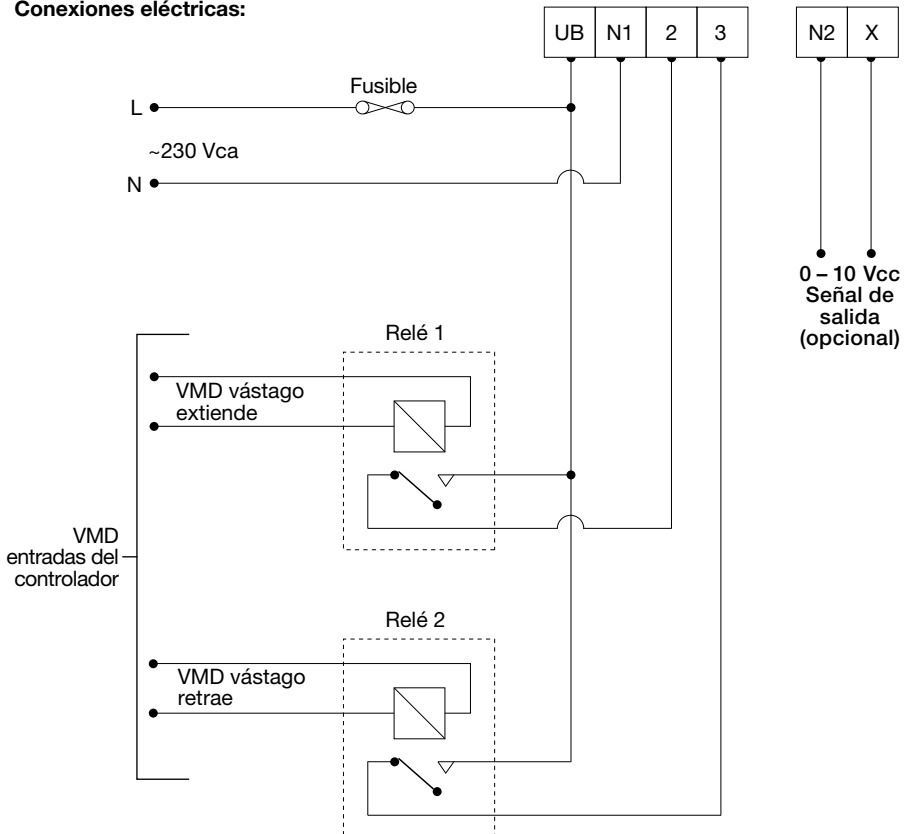 Conexiones eléctricas:
UB N1 2 3 N2 X
Fusible
L
~230 Vca
N
0 – 10 Vcc
Señal de
salida
(opcional)
Relé 1
VMD vástago
extiende
VMD
entradas del
controlador
Relé 2
VMD vástago
retrae